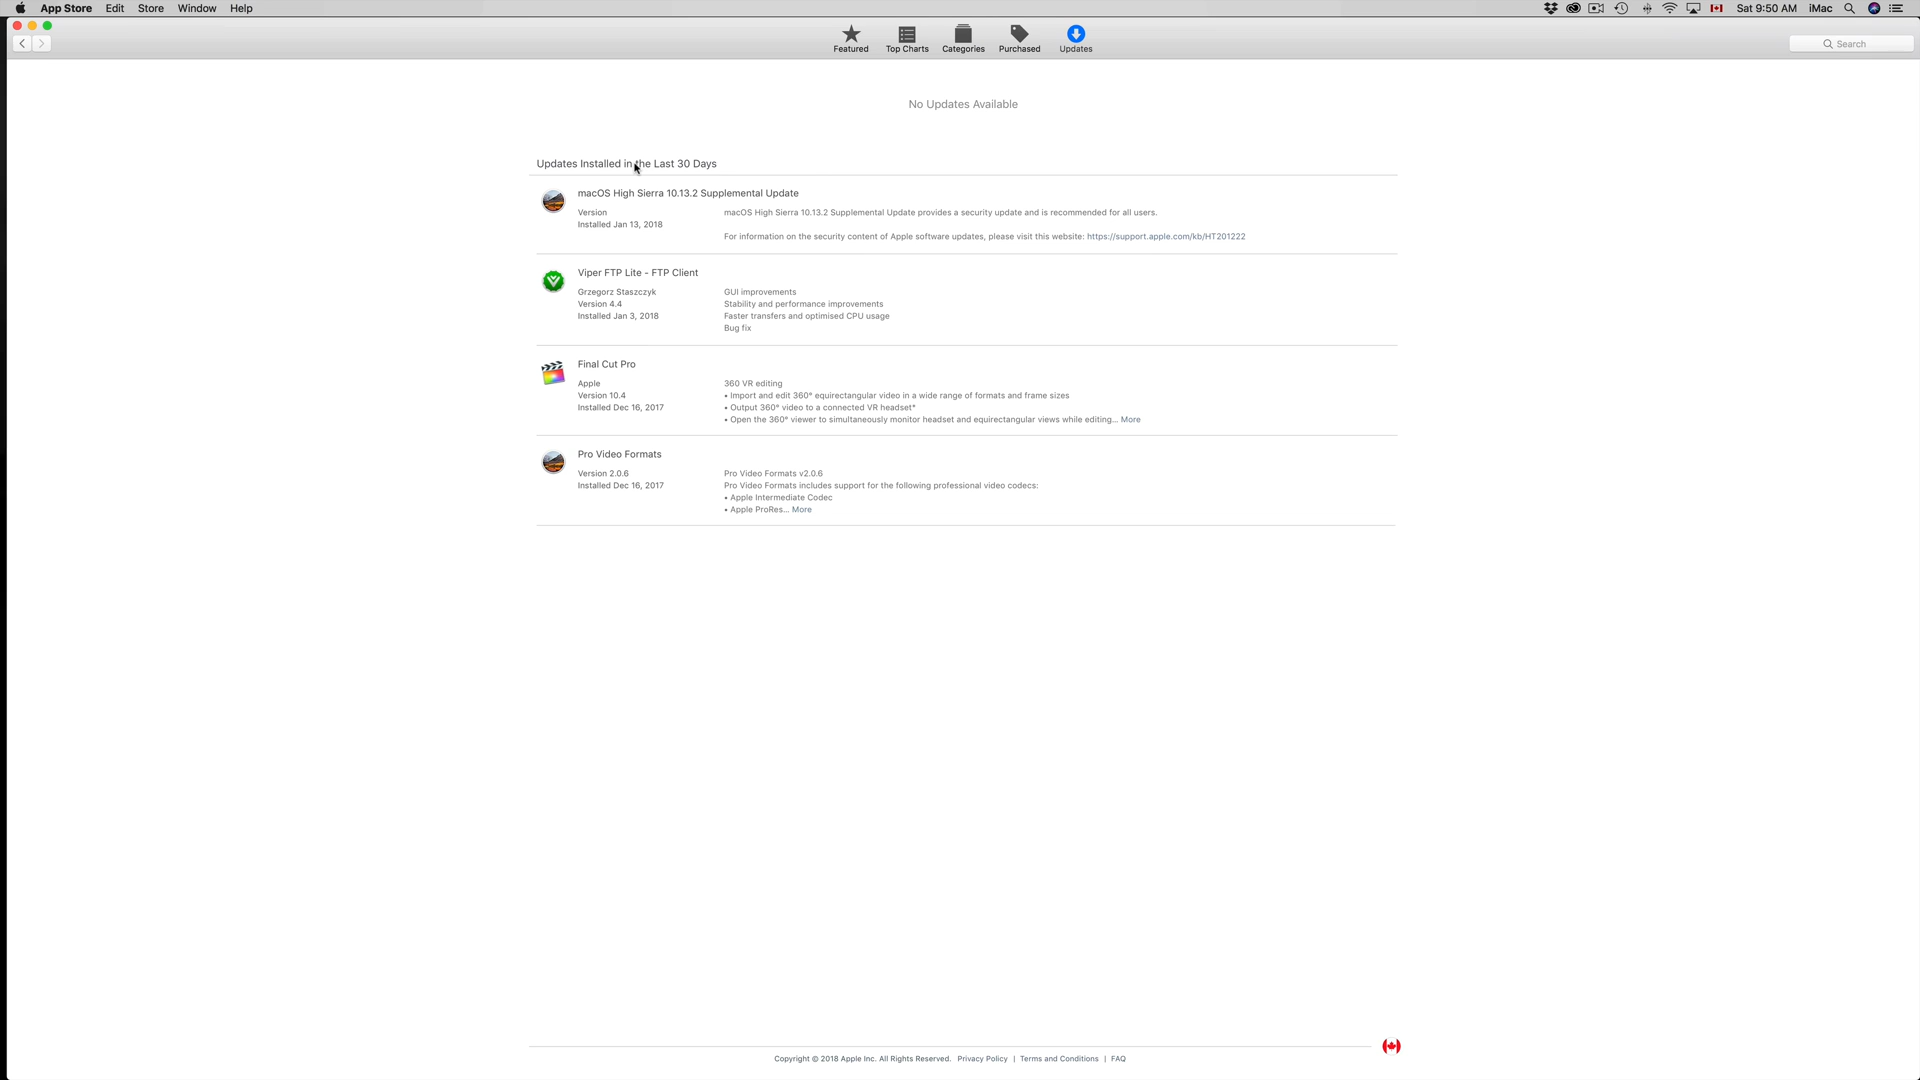 App Store Edit Store Window Help
Sat 9:50 AM iMac
Featured Top Charts Categories Purchased Updates
Search
No Updates Available
Updates Installed in the Last 30 Days
macOS High Sierra 10.13.2 Supplemental Update
Version
Installed Jan 13, 2018
macOS High Sierra 10.13.2 Supplemental Update provides a security update and is recommended for all users.
For information on the security content of Apple software updates, please visit this website: https://support.apple.com/kb/HT201222
Viper FTP Lite - FTP Client
Grzegorz Staszczyk
Version 4.4
Installed Jan 3, 2018
GUI improvements
Stability and performance improvements
Faster transfers and optimised CPU usage
Bug fix
Final Cut Pro
Apple
Version 10.4
Installed Dec 16, 2017
360 VR editing
• Import and edit 360° equirectangular video in a wide range of formats and frame sizes
• Output 360° video to a connected VR headset*
• Open the 360° viewer to simultaneously monitor headset and equirectangular views while editing... More
Pro Video Formats
Version 2.0.6
Installed Dec 16, 2017
Pro Video Formats v2.0.6
Pro Video Formats includes support for the following professional video codecs:
• Apple Intermediate Codec
• Apple ProRes... More
Copyright © 2018 Apple Inc. All Rights Reserved. Privacy Policy | Terms and Conditions | FAQ